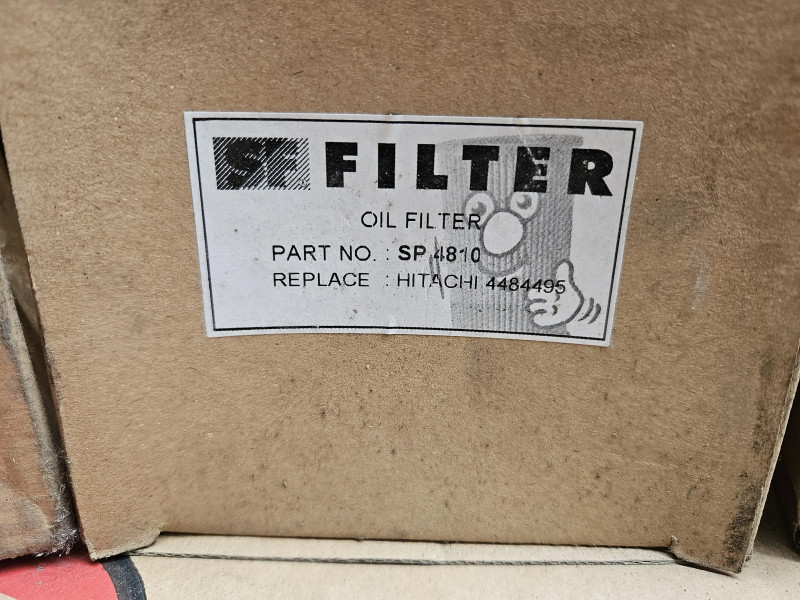 SF FILTER
OIL FILTER
PART NO. : SP 4810
REPLACE : HITACHI 4484495